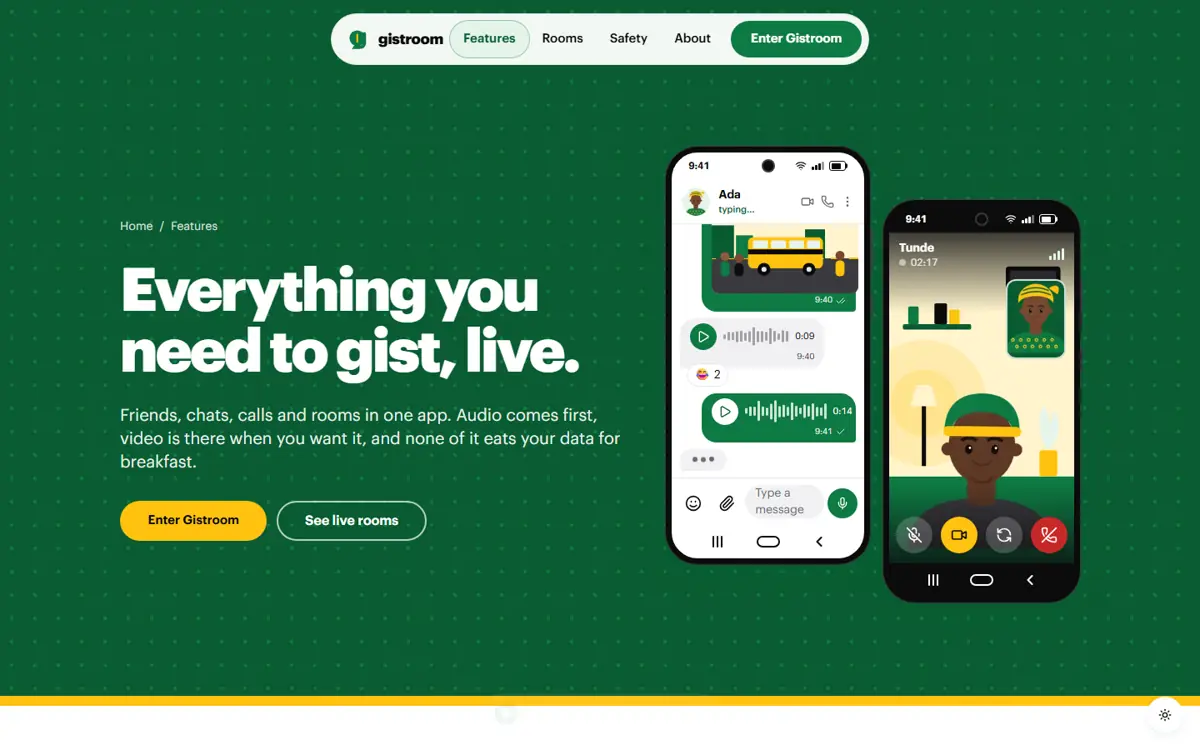 gistroom Features Rooms Safety About Enter Gistroom
Home / Features
Everything you
need to gist, live.
Friends, chats, calls and rooms in one app. Audio comes first,
video is there when you want it, and none of it eats your data for
breakfast.
Enter Gistroom See live rooms
9:41
Ada
typing...
9:40
0:09
9:40
2
0:14
9:41
Type a
message
9:41
Tunde
02:17